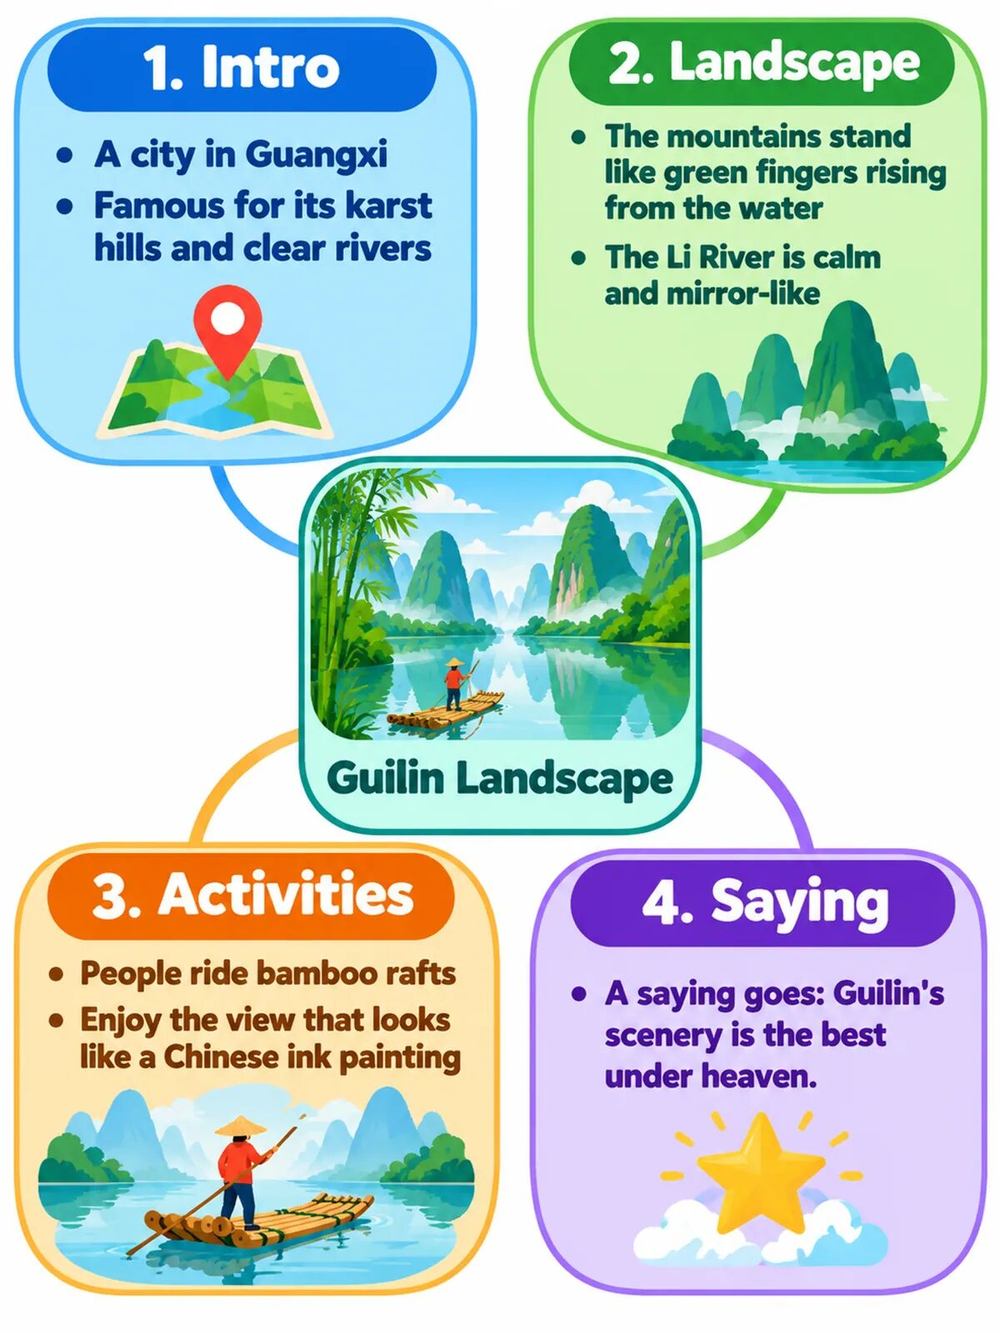 1. Intro
• A city in Guangxi
• Famous for its karst
hills and clear rivers
2. Landscape
• The mountains stand
like green fingers rising
from the water
• The Li River is calm
and mirror-like
Guilin Landscape
3. Activities
• People ride bamboo rafts
• Enjoy the view that looks
like a Chinese ink painting
4. Saying
• A saying goes: Guilin's
scenery is the best
under heaven.